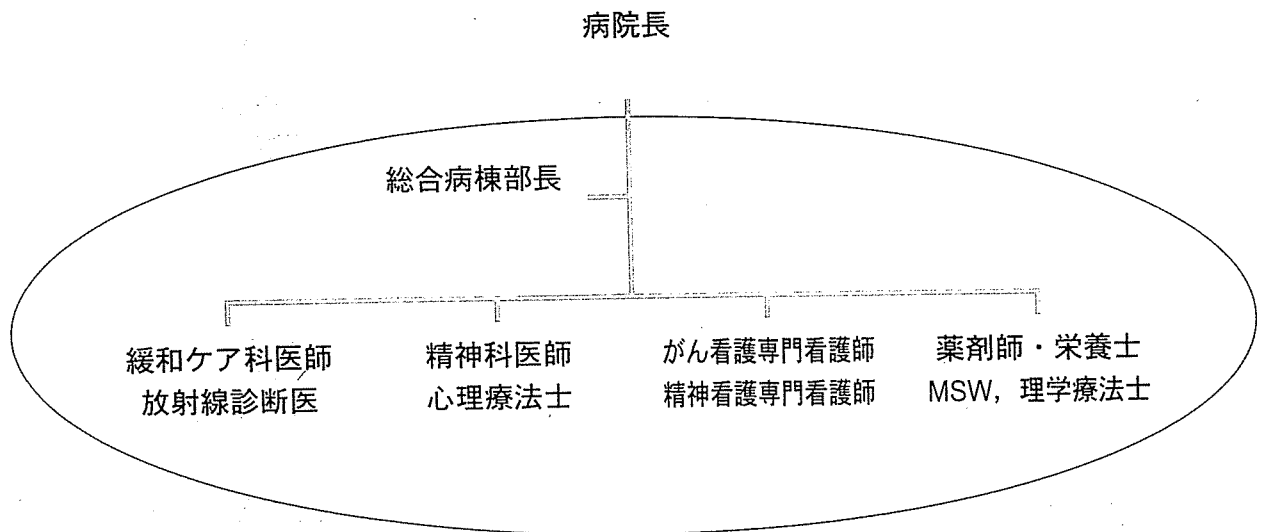 病院長
総合病棟部長
緩和ケア科医師
放射線診断医
精神科医師
心理療法士
がん看護専門看護師
精神看護専門看護師
薬剤師・栄養士
MSW，理学療法士